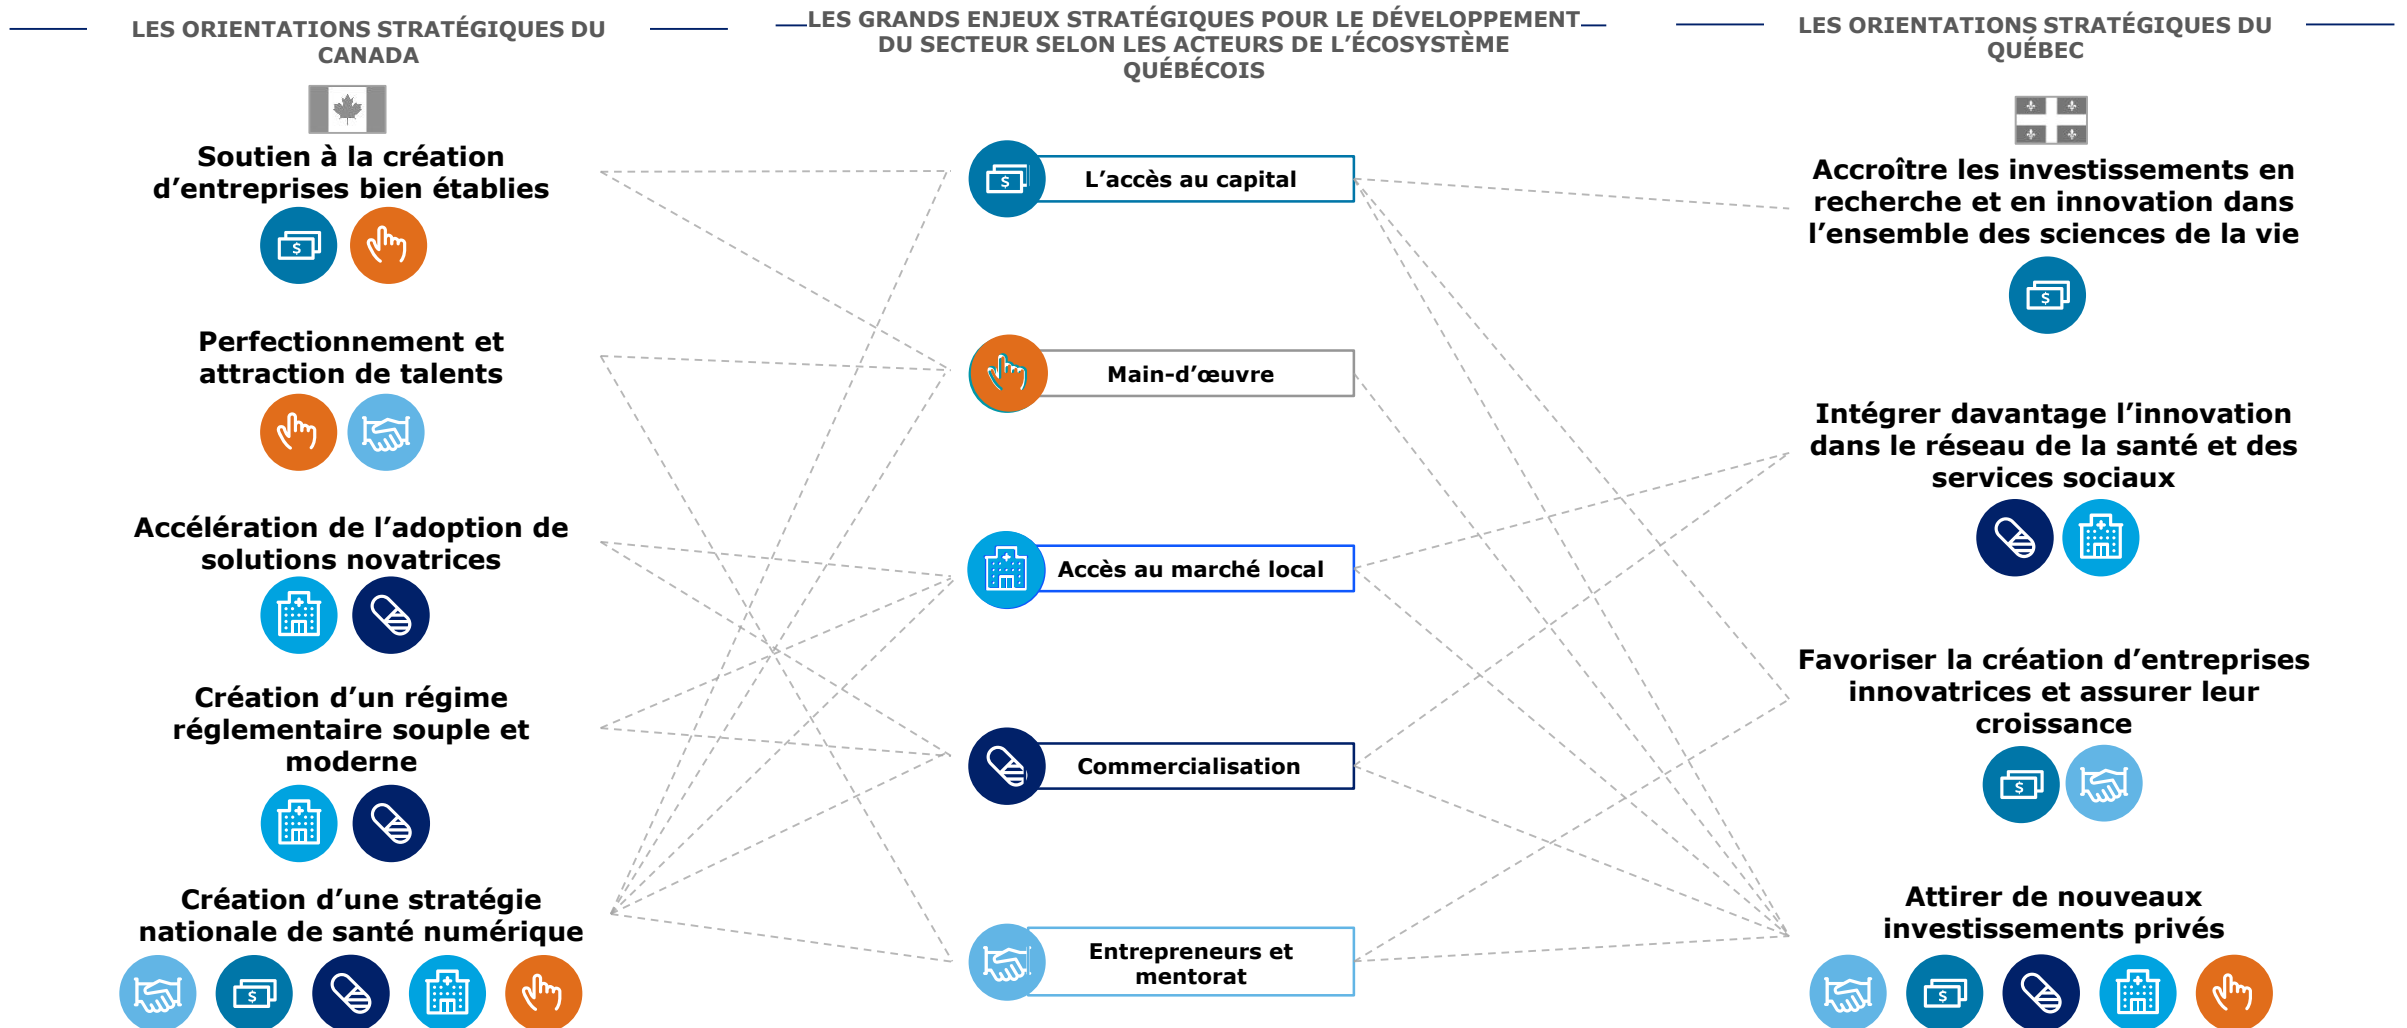 LES ORIENTATIONS STRATÉGIQUES DU
CANADA
Soutien à la création
d’entreprises bien établies
$
Perfectionnement et
attraction de talents
Accélération de l’adoption de
solutions novatrices
Création d’un régime
réglementaire souple et
moderne
Création d’une stratégie
nationale de santé numérique
$
LES GRANDS ENJEUX STRATÉGIQUES POUR LE DÉVELOPPEMENT
DU SECTEUR SELON LES ACTEURS DE L’ÉCOSYSTÈME
QUÉBÉCOIS
$
L’accès au capital
Main-d’œuvre
Accès au marché local
Commercialisation
Entrepreneurs et
mentorat
LES ORIENTATIONS STRATÉGIQUES DU
QUÉBEC
Accroître les investissements en
recherche et en innovation dans
l’ensemble des sciences de la vie
$
Intégrer davantage l’innovation
dans le réseau de la santé et des
services sociaux
Favoriser la création d’entreprises
innovatrices et assurer leur
croissance
$
Attirer de nouveaux
investissements privés
$